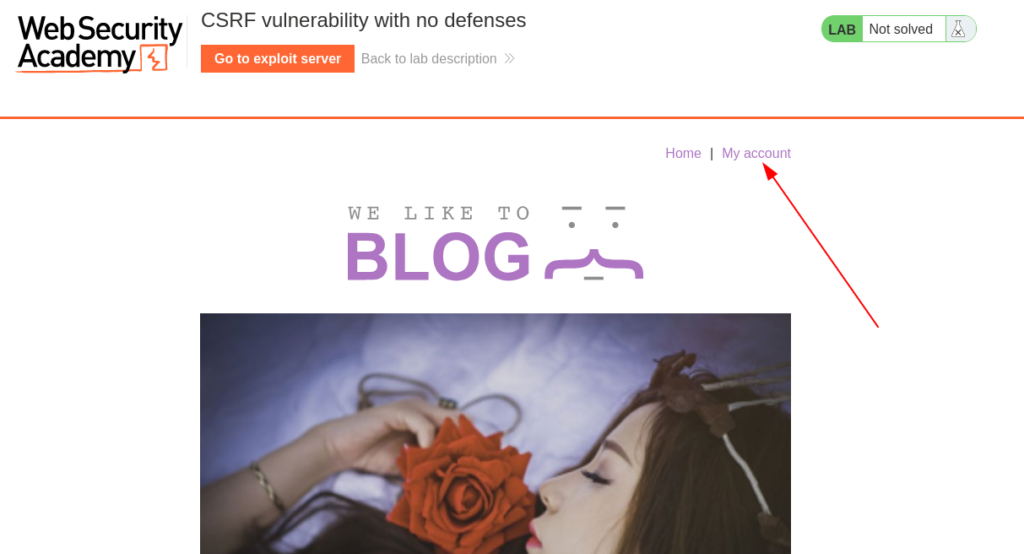 Web Security
Academy
CSRF vulnerability with no defenses
Go to exploit server
Back to lab description
LAB
Not solved
Home | My account
WE LIKE TO
BLOG